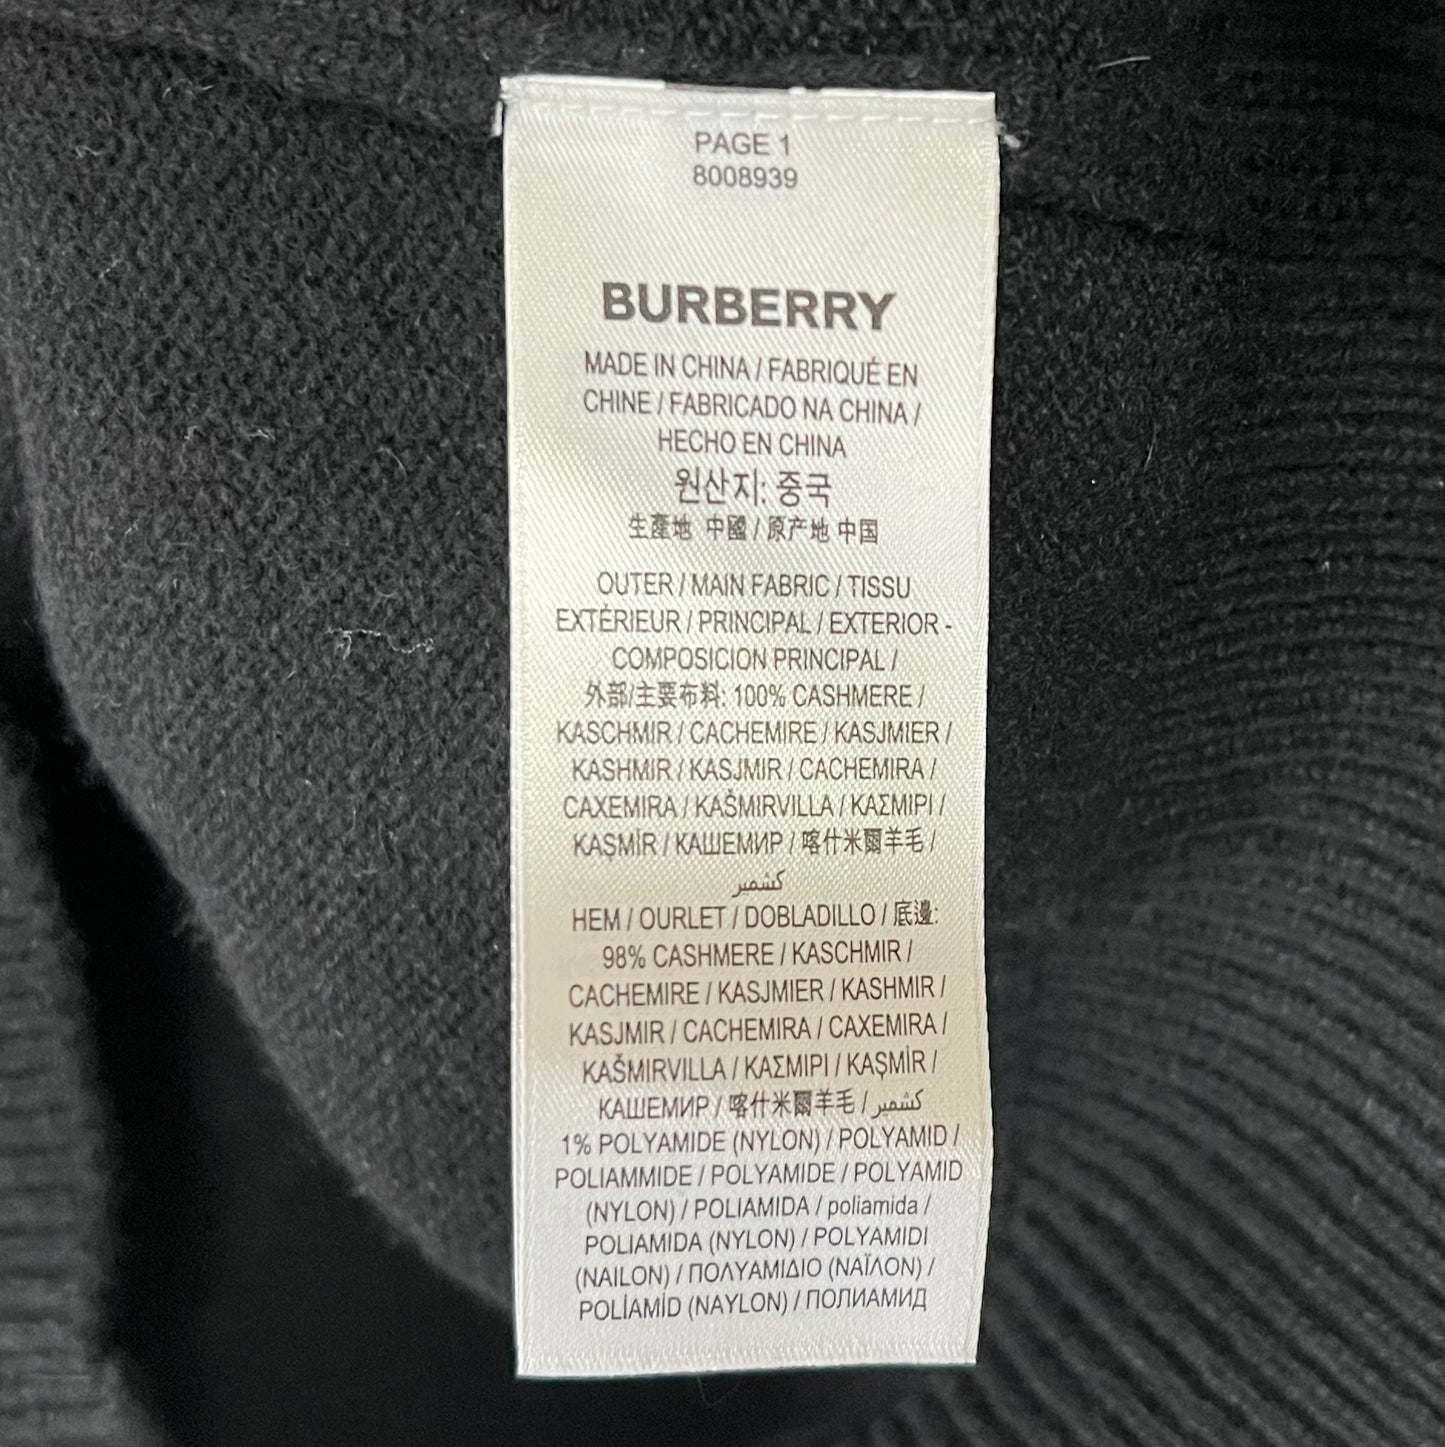 PAGE 1
8008939
BURBERRY
MADE IN CHINA / FABRIQUÉ EN
CHINE / FABRICADO NA CHINA /
HECHO EN CHINA
원산지: 중국
生產地 中國 / 原产地 中国
OUTER / MAIN FABRIC / TISSU
EXTÉRIEUR / PRINCIPAL / EXTERIOR -
COMPOSICION PRINCIPAL /
外部/主要布料: 100% CASHMERE /
KASCHMIR / CACHEMIRE / KASJMIER /
KASHMIR / KASJMIR / CACHEMIRA /
CAXEMIRA / KAŠMIRVILLA / ΚΑΣΜΙΡΙ /
KAŞMİR / КАШЕМИР / 喀什米爾羊毛 /
كشمير
HEM / OURLET / DOBLADILLO / 底邊:
98% CASHMERE / KASCHMIR /
CACHEMIRE / KASJMIER / KASHMIR /
KASJMIR / CACHEMIRA / CAXEMIRA /
KAŠMIRVILLA / ΚΑΣΜΙΡΙ / KAŞMİR /
КАШЕМИР / 喀什米爾羊毛 / كشمير
1% POLYAMIDE (NYLON) / POLYAMID /
POLIAMMIDE / POLYAMIDE / POLYAMID
(NYLON) / POLIAMIDA / poliamida /
POLIAMIDA (NYLON) / POLYAMIDI
(NAILON) / ΠΟΛΥΑΜΙΔΙΟ (ΝΑΪΛΟΝ) /
POLİAMİD (NAYLON) / ПОЛИАМИД